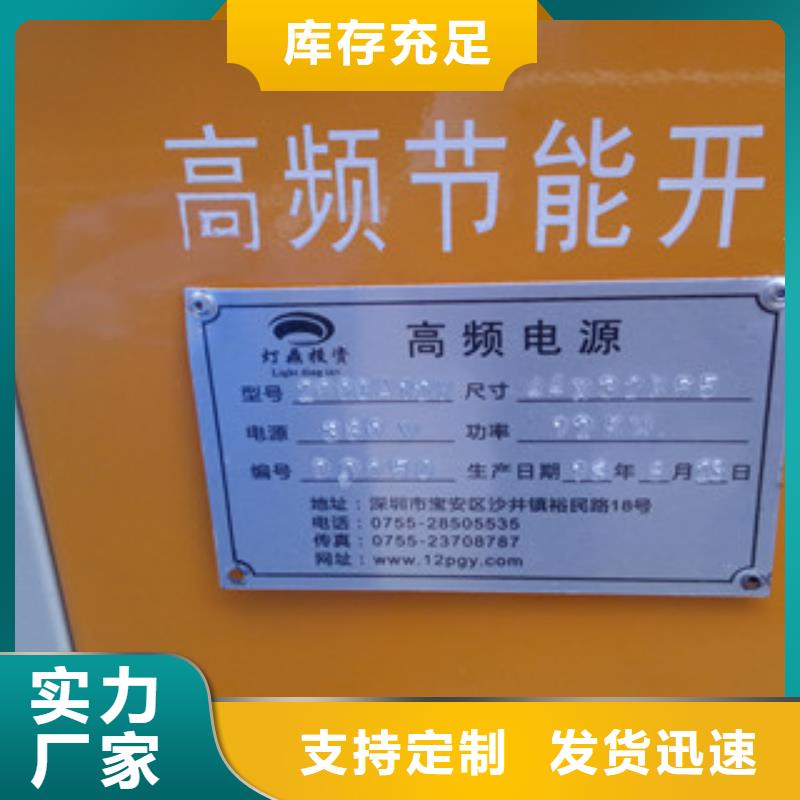 库存充足
高频节能开
灯鼎投资
高频电源
型号 尺寸
电源 380 V 功率
编号 生产日期 年 月 日
地址：深圳市宝安区沙井镇裕民路18号
电话：0755-28505535
传真：0755-23708787
网址：www.12pgy.com
实力
厂家
支持定制 发货迅速